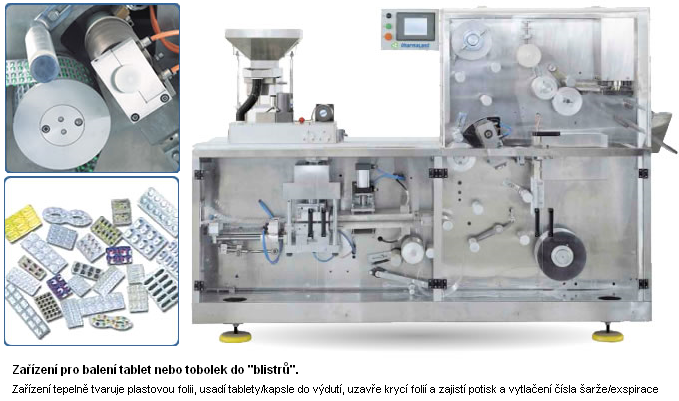 Pharmapack
Zařízení pro balení tablet nebo tobolek do "blistrů".
Zařízení tepelně tvaruje plastovou folii, usadí tablety/kapsle do výdutí, uzavře krycí folií a zajistí potisk a vytlačení čísla šarže/exspirace